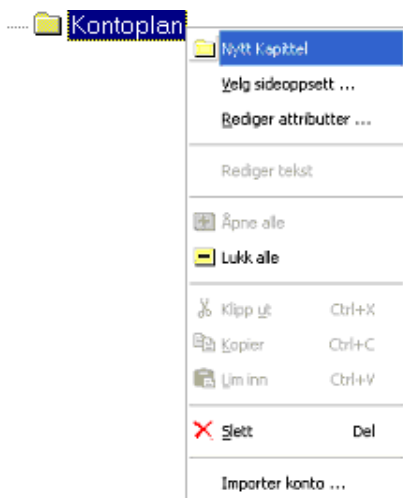 Kontoplan
Nytt Kapittel
Velg sideoppsett ...
Rediger attributter ...
Rediger tekst
Åpne alle
Lukk alle
Klipp ut Ctrl+X
Kopier Ctrl+C
Lim inn Ctrl+V
Slett Del
Importer konto ...